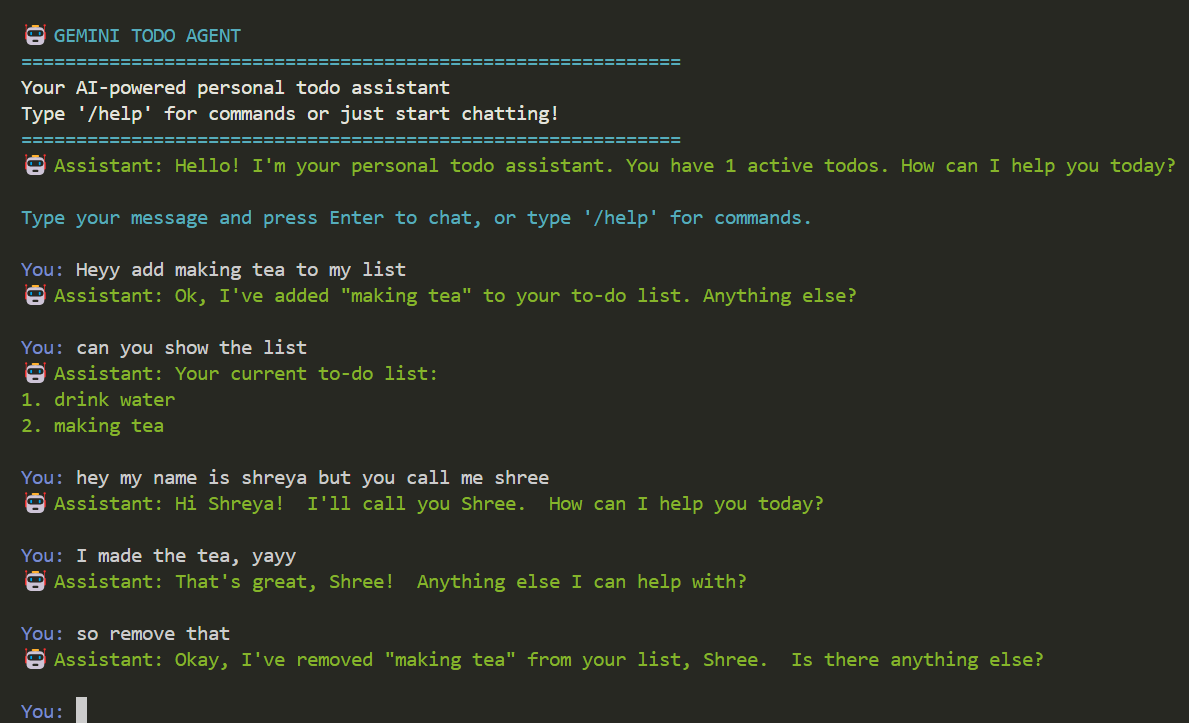 GEMINI TODO AGENT
============================================================
Your AI-powered personal todo assistant
Type '/help' for commands or just start chatting!
============================================================
Assistant: Hello! I'm your personal todo assistant. You have 1 active todos. How can I help you today?
Type your message and press Enter to chat, or type '/help' for commands.
You: Heyy add making tea to my list
Assistant: Ok, I've added "making tea" to your to-do list. Anything else?
You: can you show the list
Assistant: Your current to-do list:
1. drink water
2. making tea
You: hey my name is shreya but you call me shree
Assistant: Hi Shreya!  I'll call you Shree.  How can I help you today?
You: I made the tea, yayy
Assistant: That's great, Shree!  Anything else I can help with?
You: so remove that
Assistant: Okay, I've removed "making tea" from your list, Shree.  Is there anything else?
You: